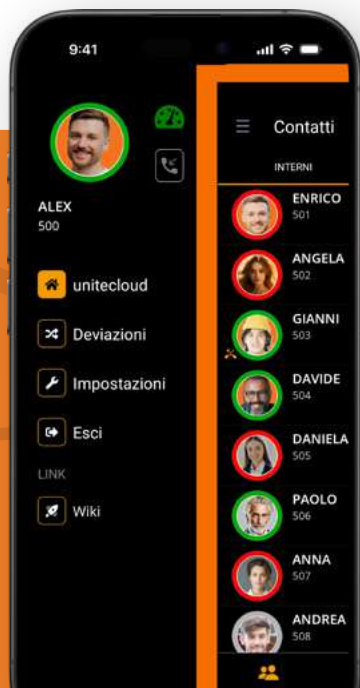 9:41
ALEX
500
unitecloud
Deviazioni
Impostazioni
Esci
LINK
Wiki
Contatti
INTERNI
ENRICO
501
ANGELA
502
GIANNI
503
DAVIDE
504
DANIELA
505
PAOLO
506
ANNA
507
ANDREA
508